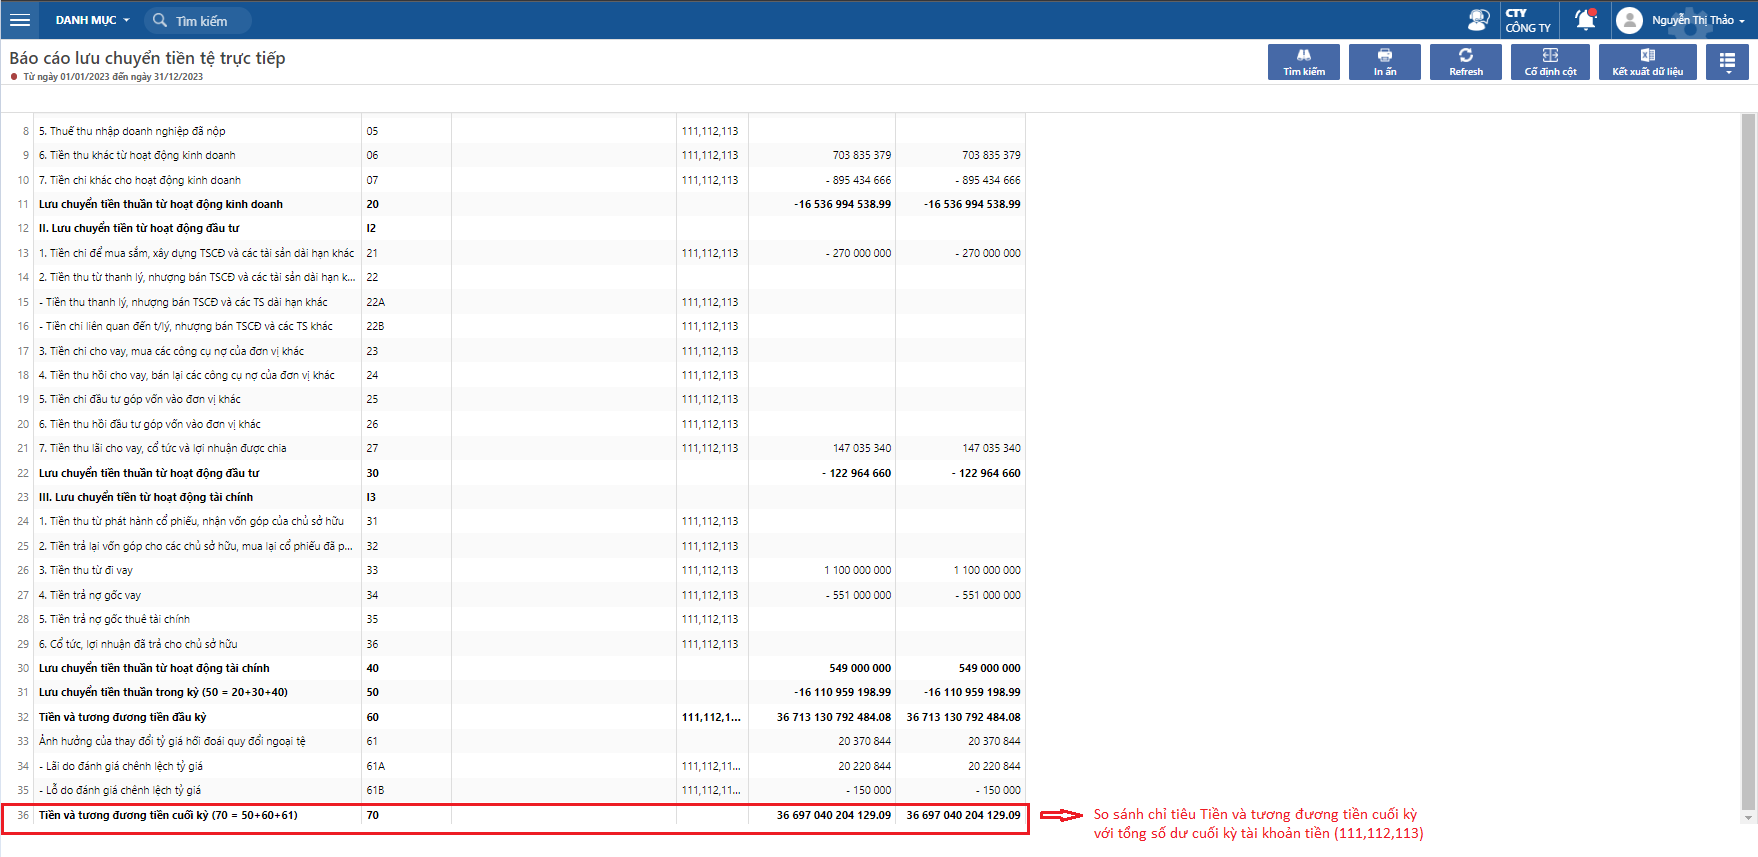 DANH MỤC
Tìm kiếm
CTY
CÔNG TY
Nguyễn Thị Thảo
Báo cáo lưu chuyển tiền tệ trực tiếp
Từ ngày 01/01/2023 đến ngày 31/12/2023
Tìm kiếm
In ấn
Refresh
Cố định cột
Kết xuất dữ liệu
8 5. Thuế thu nhập doanh nghiệp đã nộp 05 111,112,113
9 6. Tiền thu khác từ hoạt động kinh doanh 06 111,112,113 703 835 379 703 835 379
10 7. Tiền chi khác cho hoạt động kinh doanh 07 111,112,113 - 895 434 666 - 895 434 666
11 Lưu chuyển tiền thuần từ hoạt động kinh doanh 20 -16 536 994 538.99 -16 536 994 538.99
12 II. Lưu chuyển tiền từ hoạt động đầu tư I2
13 1. Tiền chi để mua sắm, xây dựng TSCĐ và các tài sản dài hạn khác 21 111,112,113 - 270 000 000 - 270 000 000
14 2. Tiền thu từ thanh lý, nhượng bán TSCĐ và các tài sản dài hạn k... 22
15 - Tiền thu thanh lý, nhượng bán TSCĐ và các TS dài hạn khác 22A 111,112,113
16 - Tiền chi liên quan đến t/lý, nhượng bán TSCĐ và các TS khác 22B 111,112,113
17 3. Tiền chi cho vay, mua các công cụ nợ của đơn vị khác 23 111,112,113
18 4. Tiền thu hồi cho vay, bán lại các công cụ nợ của đơn vị khác 24 111,112,113
19 5. Tiền chi đầu tư góp vốn vào đơn vị khác 25 111,112,113
20 6. Tiền thu hồi đầu tư góp vốn vào đơn vị khác 26 111,112,113
21 7. Tiền thu lãi cho vay, cổ tức và lợi nhuận được chia 27 111,112,113 147 035 340 147 035 340
22 Lưu chuyển tiền thuần từ hoạt động đầu tư 30 - 122 964 660 - 122 964 660
23 III. Lưu chuyển tiền từ hoạt động tài chính I3
24 1. Tiền thu từ phát hành cổ phiếu, nhận vốn góp của chủ sở hữu 31 111,112,113
25 2. Tiền trả lại vốn góp cho các chủ sở hữu, mua lại cổ phiếu đã p... 32 111,112,113
26 3. Tiền thu từ đi vay 33 111,112,113 1 100 000 000 1 100 000 000
27 4. Tiền trả nợ gốc vay 34 111,112,113 - 551 000 000 - 551 000 000
28 5. Tiền trả nợ gốc thuê tài chính 35 111,112,113
29 6. Cổ tức, lợi nhuận đã trả cho chủ sở hữu 36 111,112,113
30 Lưu chuyển tiền thuần từ hoạt động tài chính 40 549 000 000 549 000 000
31 Lưu chuyển tiền thuần trong kỳ (50 = 20+30+40) 50 -16 110 959 198.99 -16 110 959 198.99
32 Tiền và tương đương tiền đầu kỳ 60 111,112,1... 36 713 130 792 484.08 36 713 130 792 484.08
33 Ảnh hưởng của thay đổi tỷ giá hối đoái quy đổi ngoại tệ 61 20 370 844 20 370 844
34 - Lãi do đánh giá chênh lệch tỷ giá 61A 111,112,11... 20 220 844 20 220 844
35 - Lỗ do đánh giá chênh lệch tỷ giá 61B 111,112,11... - 150 000 - 150 000
36 Tiền và tương đương tiền cuối kỳ (70 = 50+60+61) 70 36 697 040 204 129.09 36 697 040 204 129.09
So sánh chỉ tiêu Tiền và tương đương tiền cuối kỳ
với tổng số dư cuối kỳ tài khoản tiền (111,112,113)